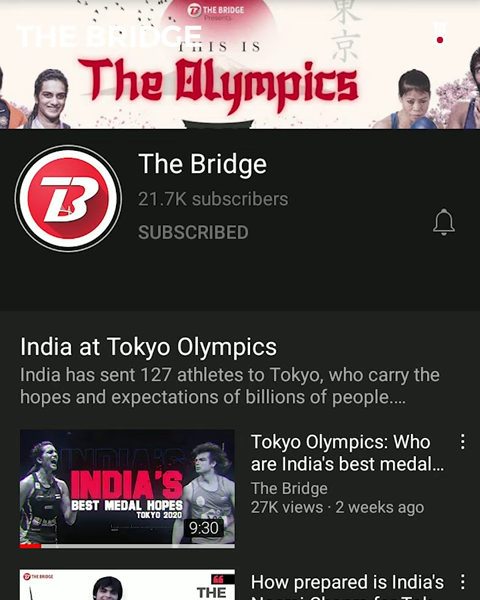 THE BRIDGE
Presents
THE BRIDGE
THIS IS
東京
The Olympics
B
The Bridge
21.7K subscribers
SUBSCRIBED
India at Tokyo Olympics
India has sent 127 athletes to Tokyo, who carry the
hopes and expectations of billions of people....
INDIA'S
INDIA'S
BEST MEDAL HOPES
TOKYO 2020
9:30
Tokyo Olympics: Who
are India's best medal...
The Bridge
27K views · 2 weeks ago
THE BRIDGE
THE
How prepared is India's